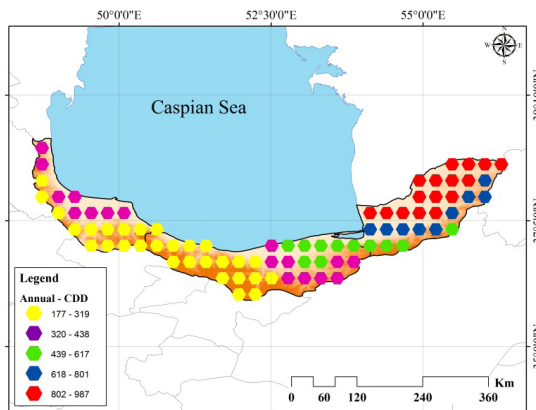 50°0'0"E 52°30'0"E 55°0'0"E
N
W E
S
Caspian Sea
Legend
Annual - CDD
177 - 319
320 - 438
439 - 617
618 - 801
802 - 987
Km
0 60 120 240 360